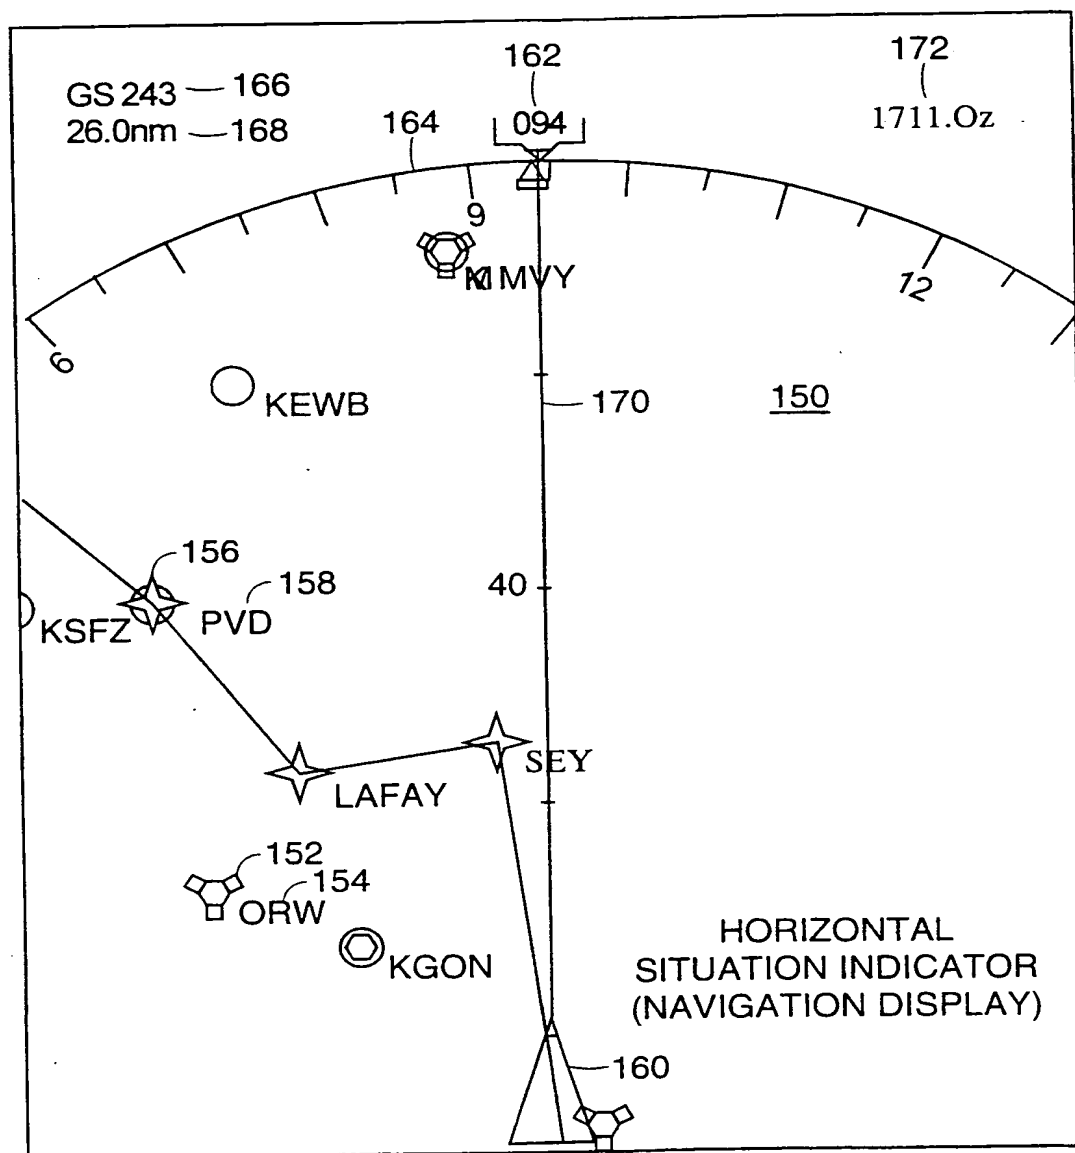 162
172
GS 243 166
26.0nm 168
164
094
1711.Oz
9
MVY
12
6
KEWB
170
150
156
158
40
KSFZ
PVD
SEY
LAFAY
152
154
ORW
KGON
HORIZONTAL
SITUATION INDICATOR
(NAVIGATION DISPLAY)
160